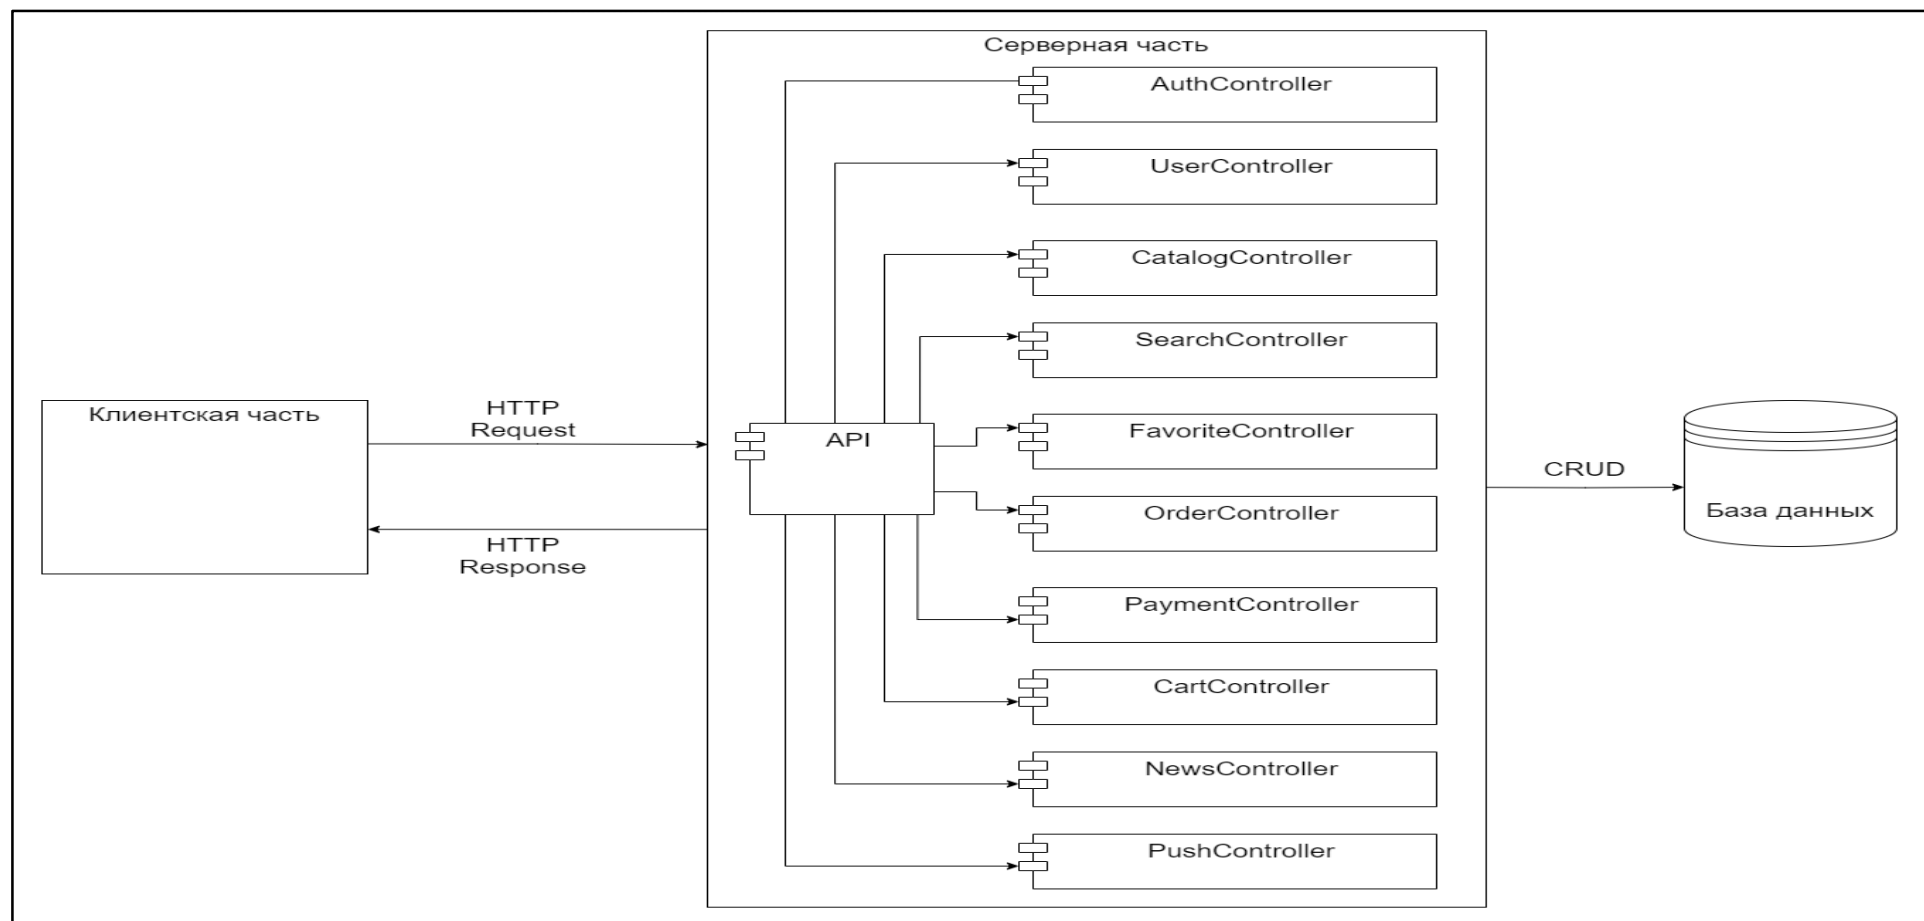 Серверная часть
AuthController
UserController
CatalogController
SearchController
Клиентская часть
HTTP
Request
API
FavoriteController
CRUD
OrderController
База данных
HTTP
Response
PaymentController
CartController
NewsController
PushController